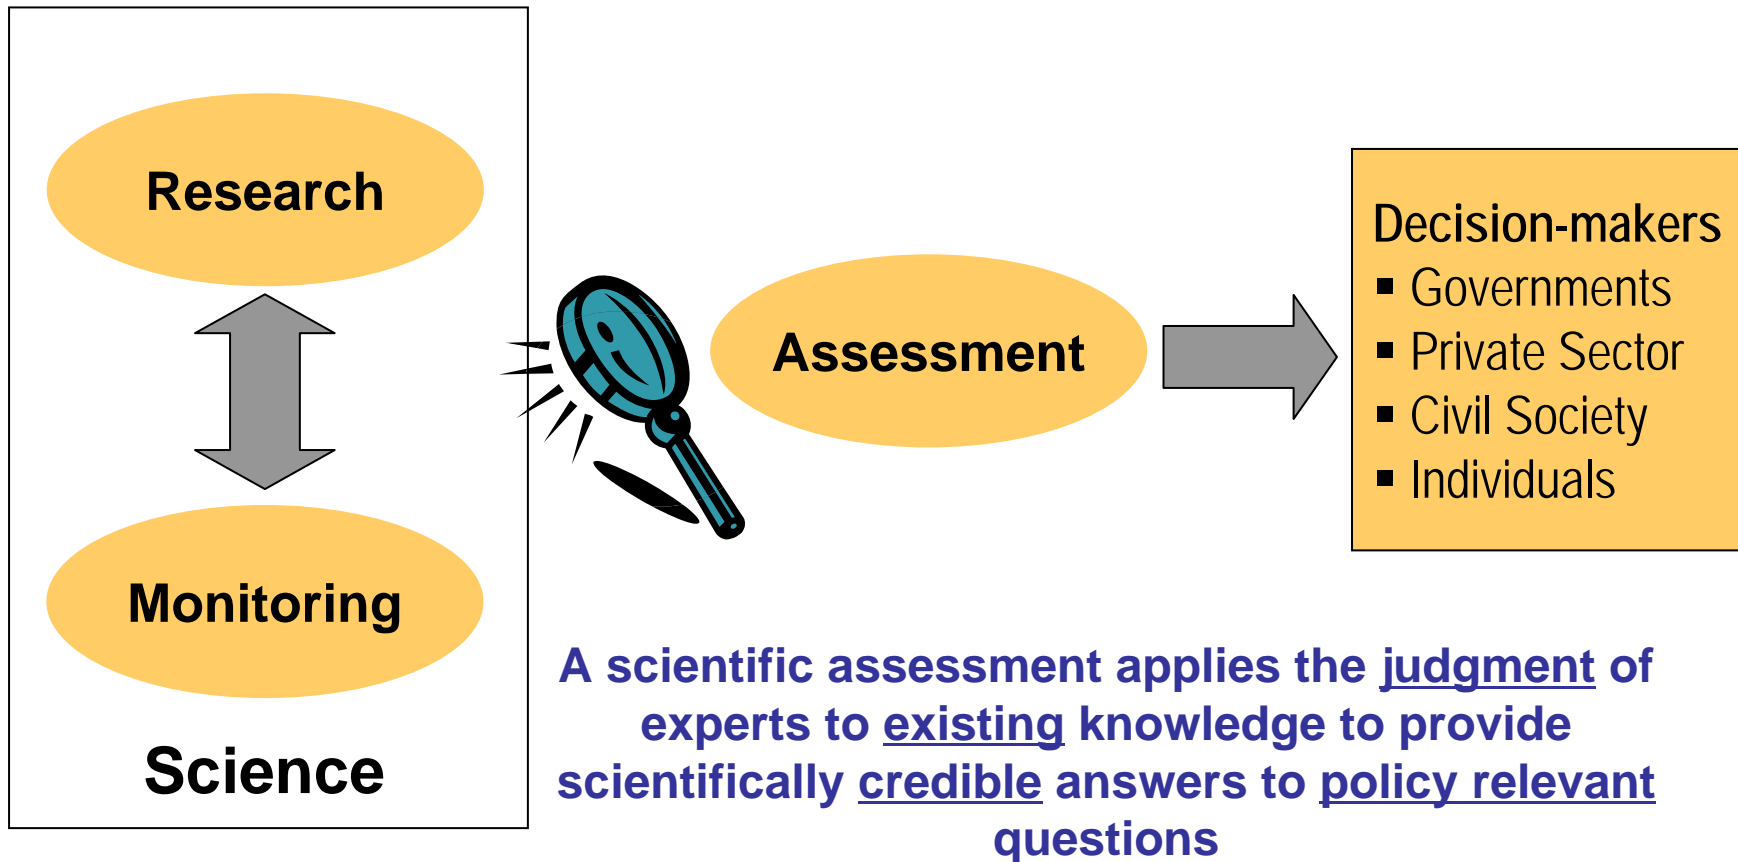 Research
Monitoring
Science
Assessment
Decision-makers
▪ Governments
▪ Private Sector
▪ Civil Society
▪ Individuals
A scientific assessment applies the judgment of
experts to existing knowledge to provide
scientifically credible answers to policy relevant
questions